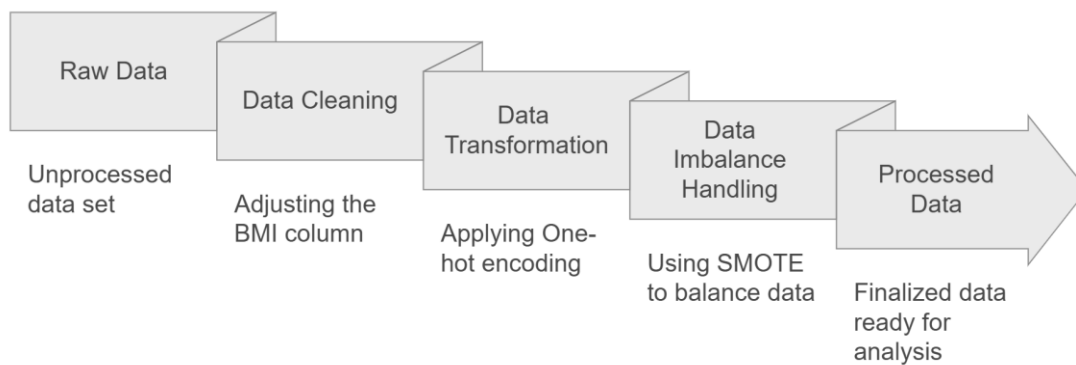 Raw Data
Unprocessed
data set
Data Cleaning
Adjusting the
BMI column
Data
Transformation
Applying One-
hot encoding
Data
Imbalance
Handling
Using SMOTE
to balance data
Processed
Data
Finalized data
ready for
analysis